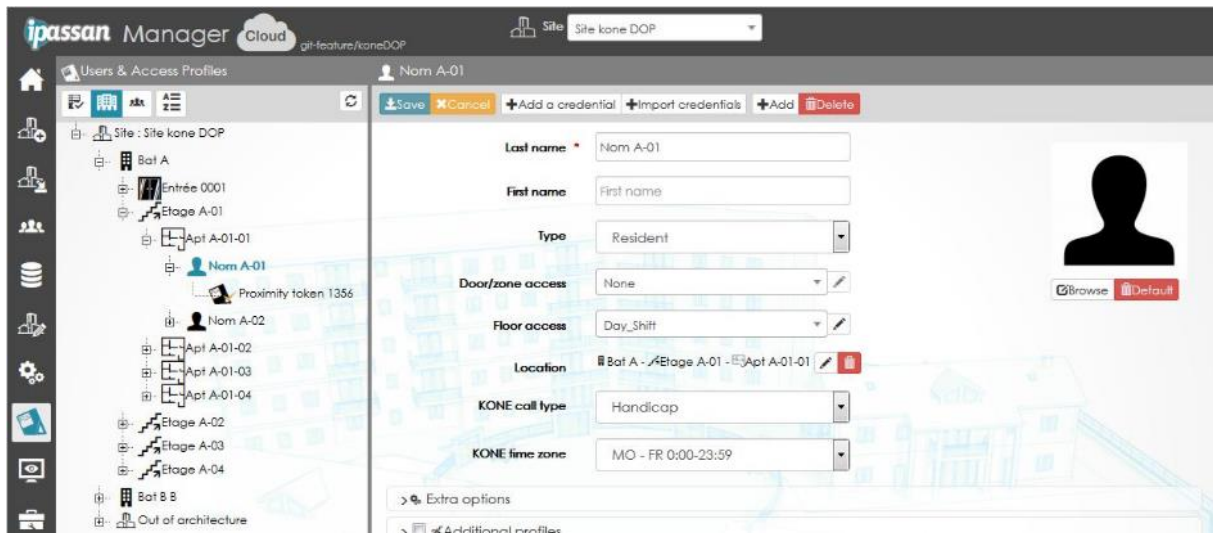 ipassan Manager Cloud git-feature/koneDOP Site Site kone DOP
Users & Access Profiles
Nom A-01
Save Cancel Add a credential Import credentials Add Delete
Site : Site kone DOP
Bat A
Entrée 0001
Etage A-01
Apt A-01-01
Nom A-01
Proximity token 1356
Nom A-02
Apt A-01-02
Apt A-01-03
Apt A-01-04
Etage A-02
Etage A-03
Etage A-04
Bat B B
Out of architecture
Last name * Nom A-01
First name First name
Type Resident
Door/zone access None
Floor access Day_Shift
Location Bat A - Etage A-01 - Apt A-01-01
KONE call type Handicap
KONE time zone MO - FR 0:00-23:59
Extra options
Additional profiles
Browse Default